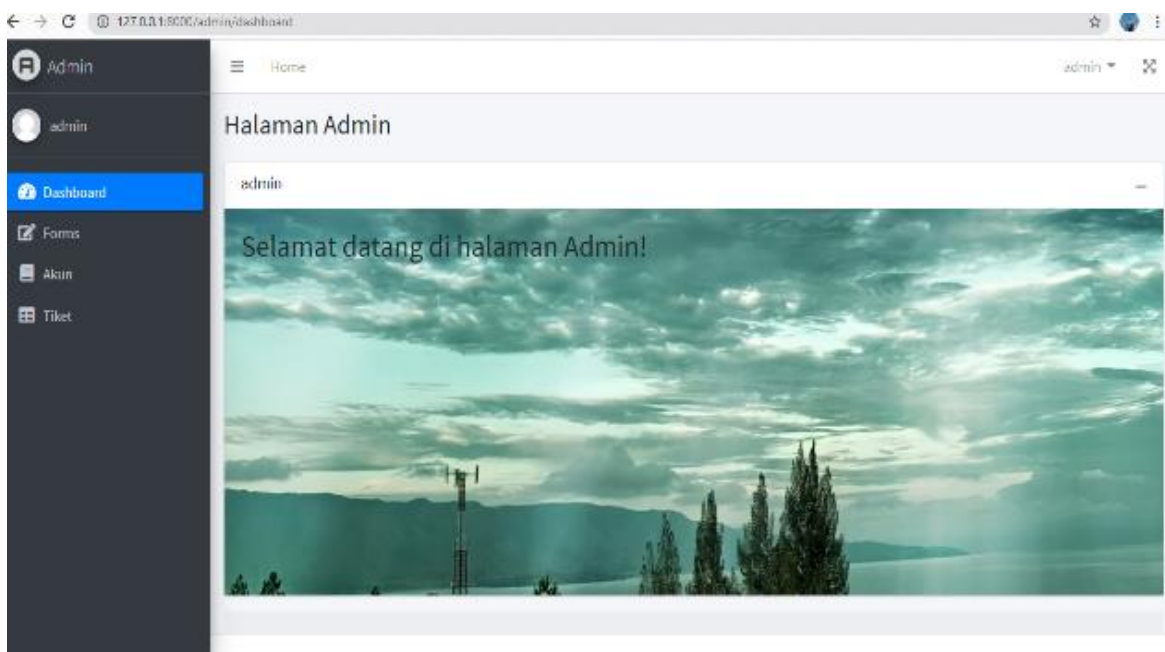 127.0.0.1:8000/admin/dashboard
Admin
Home
admin
admin
Halaman Admin
admin
Dashboard
Forms
Akun
Tiket
Selamat datang di halaman Admin!